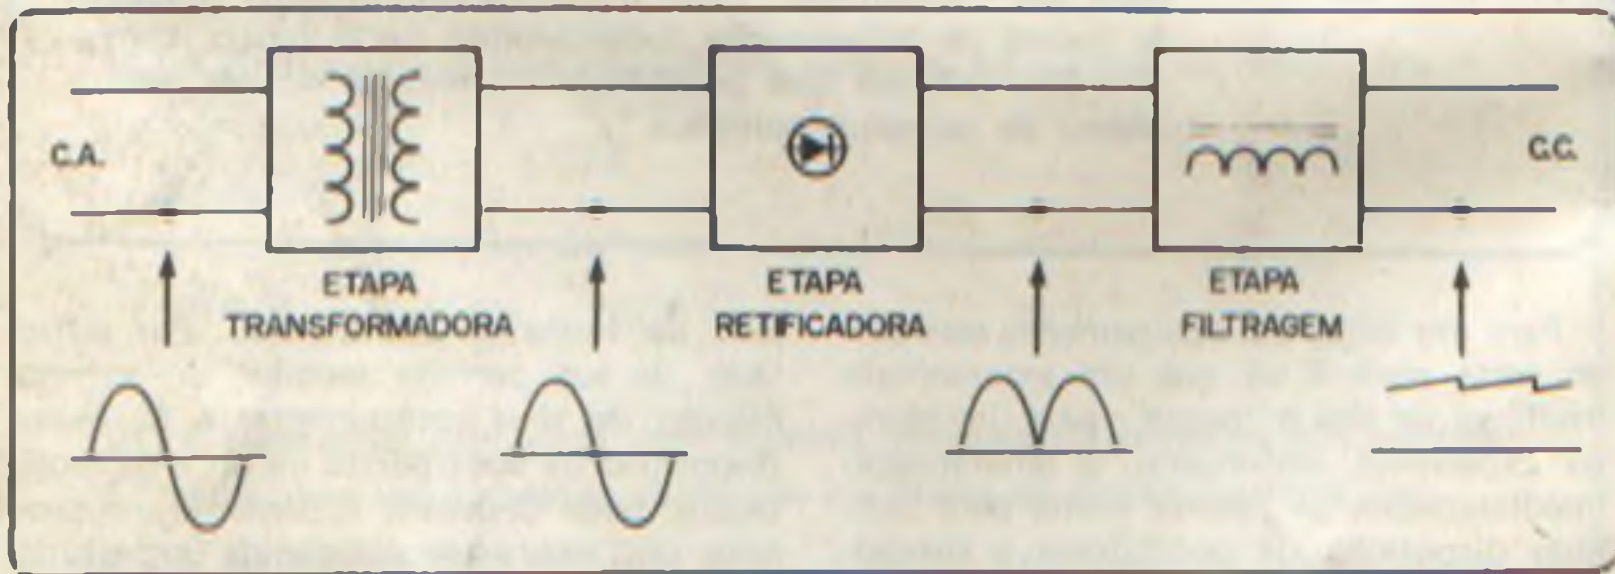 C.A.
C.C.
ETAPA
TRANSFORMADORA
ETAPA
RETIFICADORA
ETAPA
FILTRAGEM